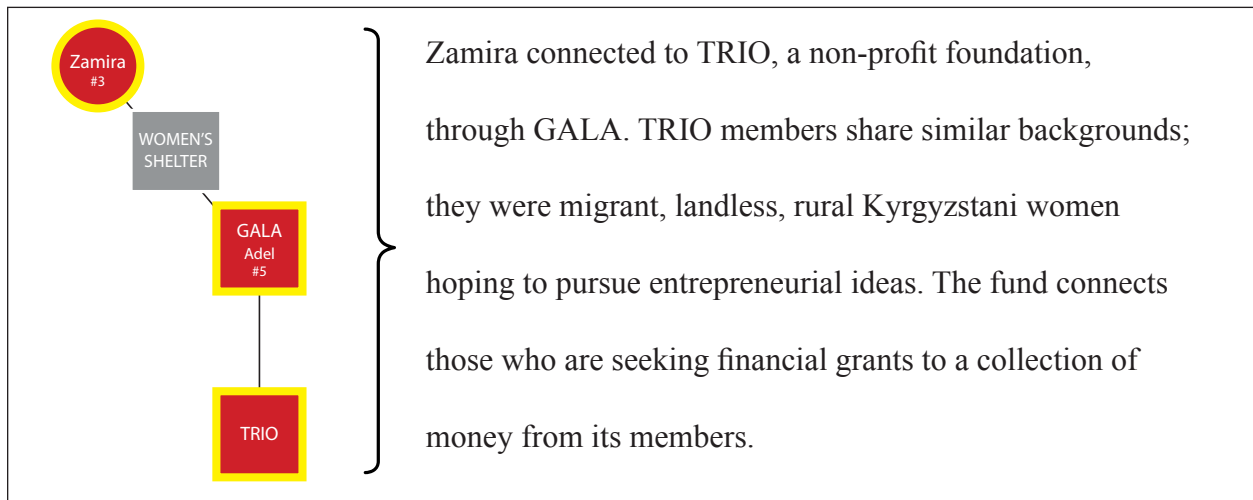 Zamira
#3
WOMEN'S
SHELTER
GALA
Adel
#5
TRIO
Zamira connected to TRIO, a non-profit foundation,
through GALA. TRIO members share similar backgrounds;
they were migrant, landless, rural Kyrgyzstani women
hoping to pursue entrepreneurial ideas. The fund connects
those who are seeking financial grants to a collection of
money from its members.